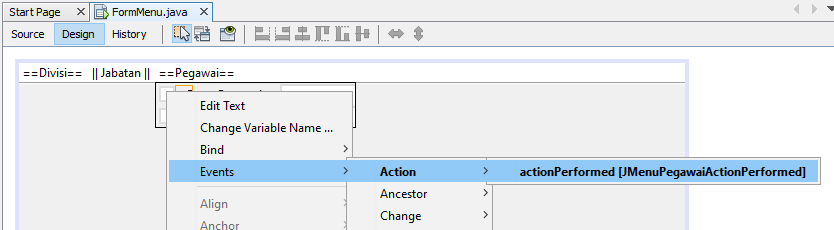 Start Page FormMenu.java
Source Design History
==Divisi== || Jabatan || ==Pegawai==
Edit Text
Change Variable Name ...
Bind
Events
Action
actionPerformed [JMenuPegawaiActionPerformed]
Ancestor
Align
Change
Anchor